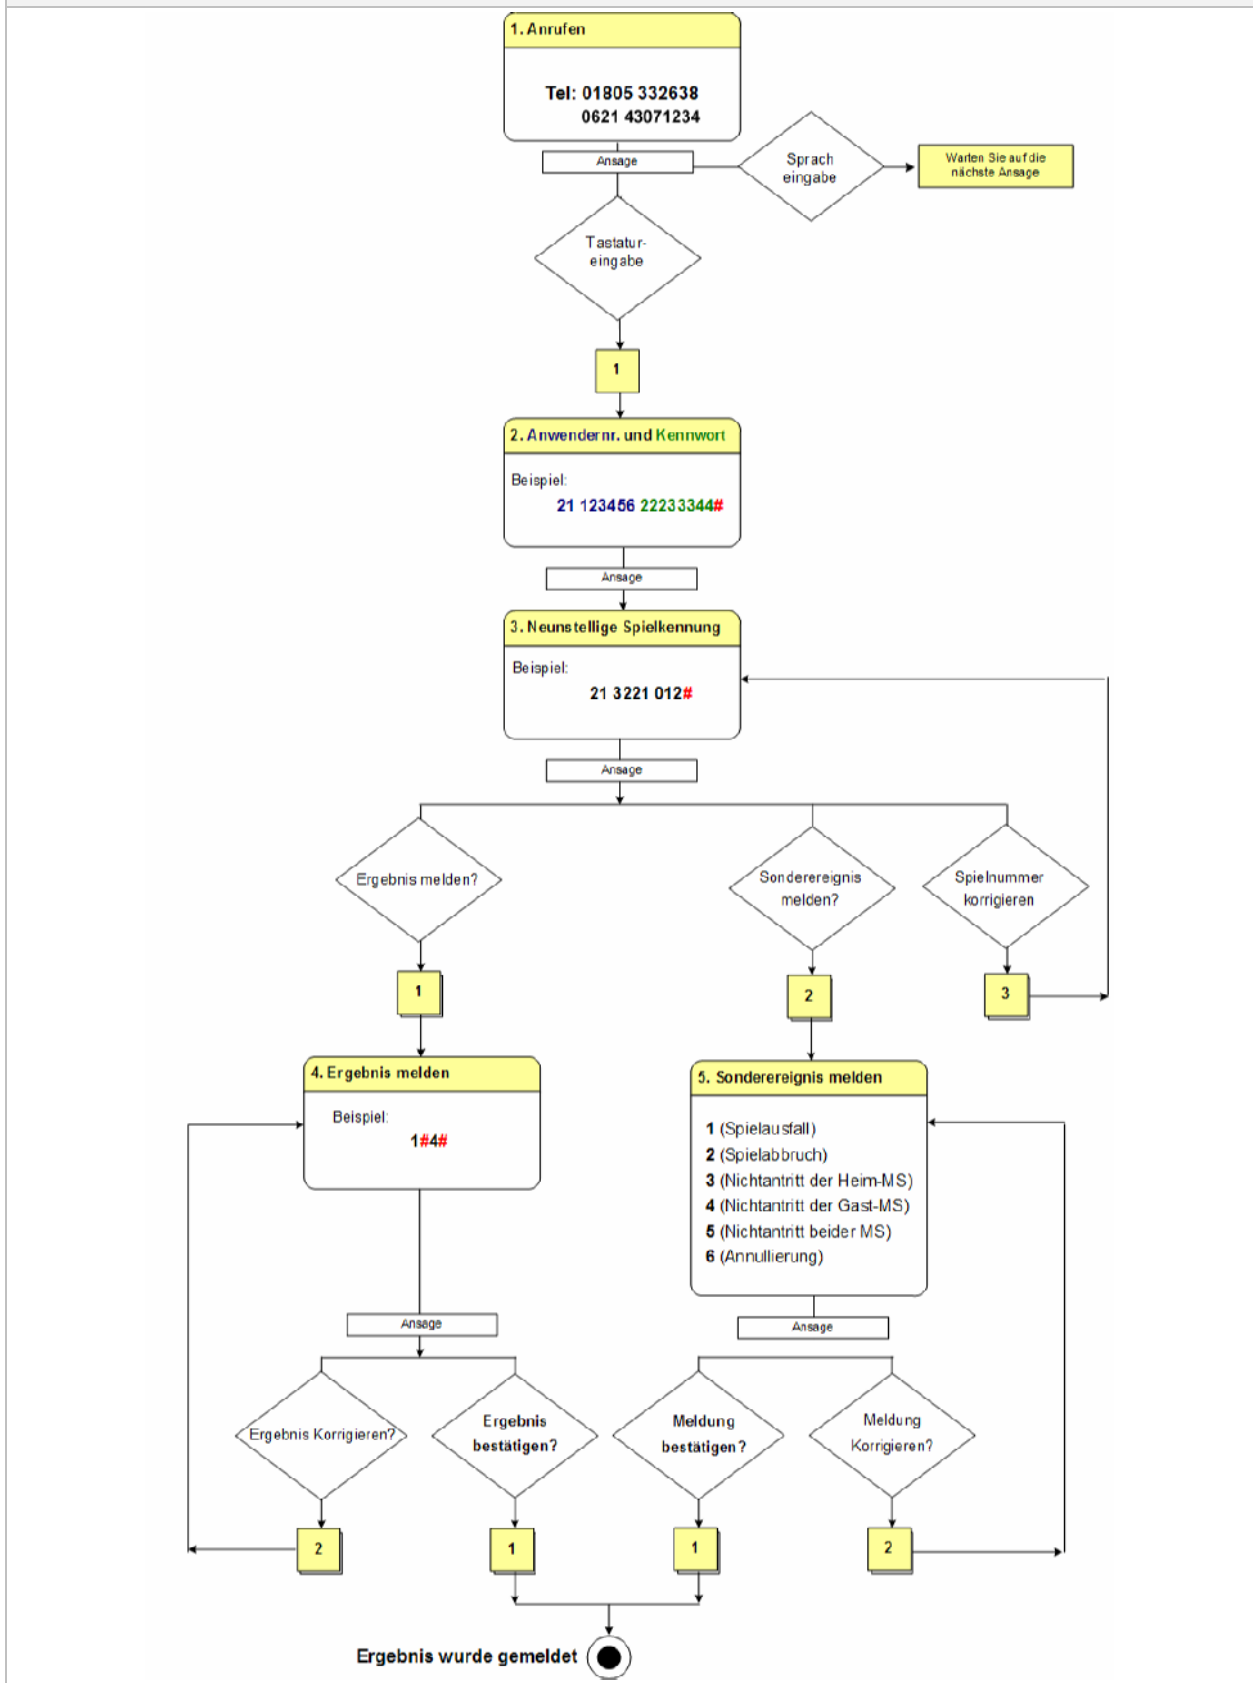 1. Anrufen
Tel: 01805 332638
0621 43071234
Ansage
Sprach
eingabe
Warten Sie auf die
nächste Ansage
Tastatur-
eingabe
1
2. Anwendernr. und Kennwort
Beispiel:
21 123456 22233344#
Ansage
3. Neunstellige Spielkennung
Beispiel:
21 3221 012#
Ansage
Ergebnis melden?
Sonderereignis
melden?
Spielnummer
korrigieren
1
2
3
4. Ergebnis melden
Beispiel:
1#4#
5. Sonderereignis melden
1 (Spielausfall)
2 (Spielabbruch)
3 (Nichtantritt der Heim-MS)
4 (Nichtantritt der Gast-MS)
5 (Nichtantritt beider MS)
6 (Annullierung)
Ansage
Ansage
Ergebnis Korrigieren?
Ergebnis
bestätigen?
Meldung
bestätigen?
Meldung
Korrigieren?
2
1
1
2
Ergebnis wurde gemeldet